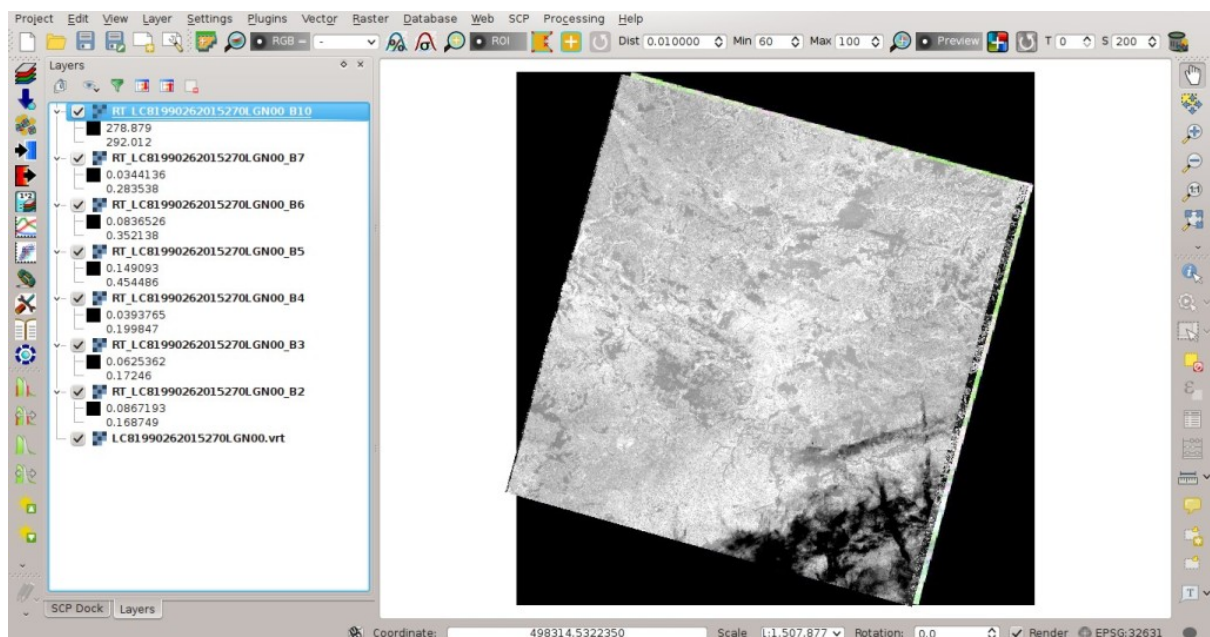 Project Edit View Layer Settings Plugins Vector Raster Database Web SCP Processing Help
RGB = - ROI Dist 0.010000 Min 60 Max 100 Preview T 0 S 200
Layers
RT_LC81990262015270LGN00_B10
278.879
292.012
RT_LC81990262015270LGN00_B7
0.0344136
0.283538
RT_LC81990262015270LGN00_B6
0.0836526
0.352138
RT_LC81990262015270LGN00_B5
0.149093
0.454486
RT_LC81990262015270LGN00_B4
0.0393765
0.199847
RT_LC81990262015270LGN00_B3
0.0625362
0.17246
RT_LC81990262015270LGN00_B2
0.0867193
0.168749
LC81990262015270LGN00.vrt
SCP Dock Layers
Coordinate: 498314,5322350 Scale 1:1.507.877 Rotation: 0.0 Render EPSG:32631